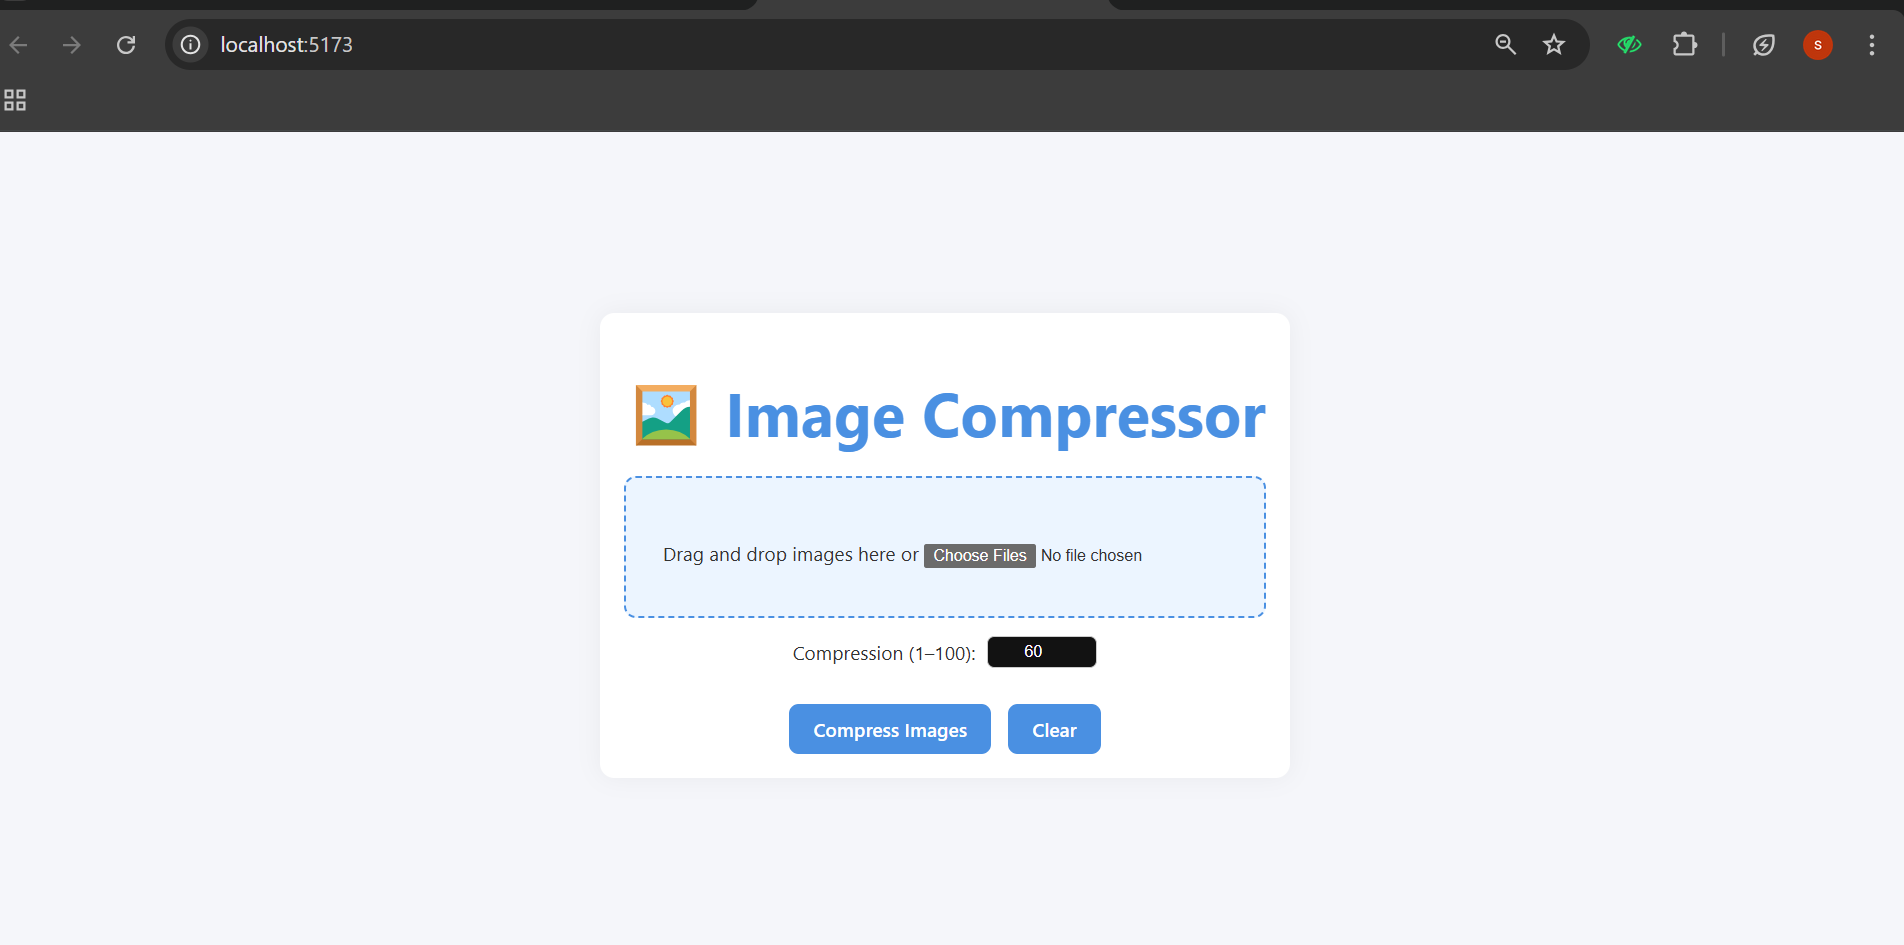 localhost:5173
S
Image Compressor
Drag and drop images here or Choose Files No file chosen
Compression (1–100): 60
Compress Images Clear